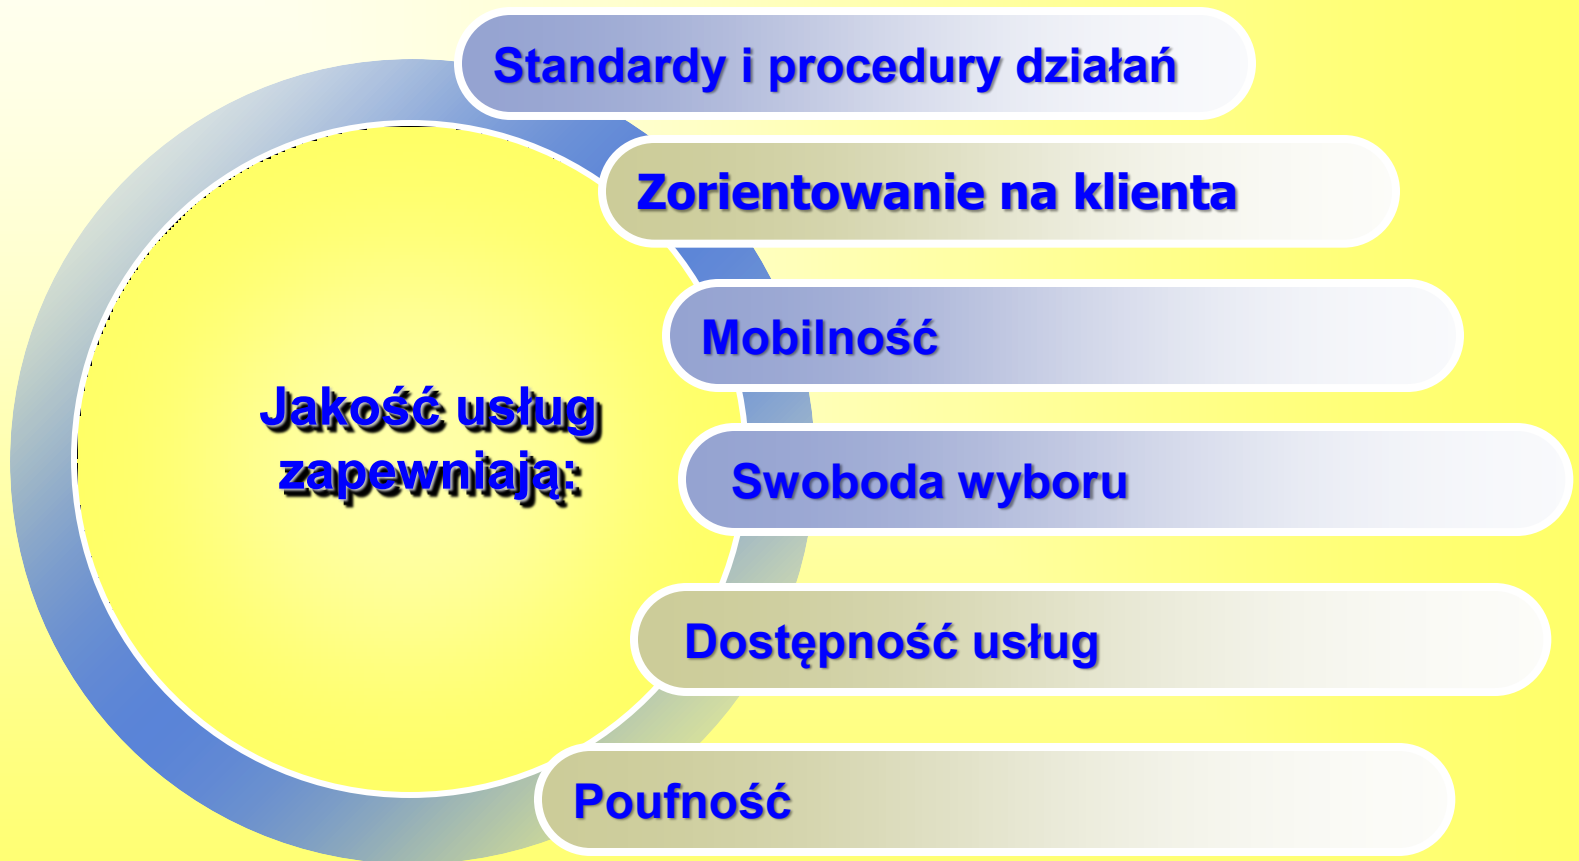 Standardy i procedury działań
Zorientowanie na klienta
Mobilność
Jakość usług
zapewniają:
Swoboda wyboru
Dostępność usług
Poufność